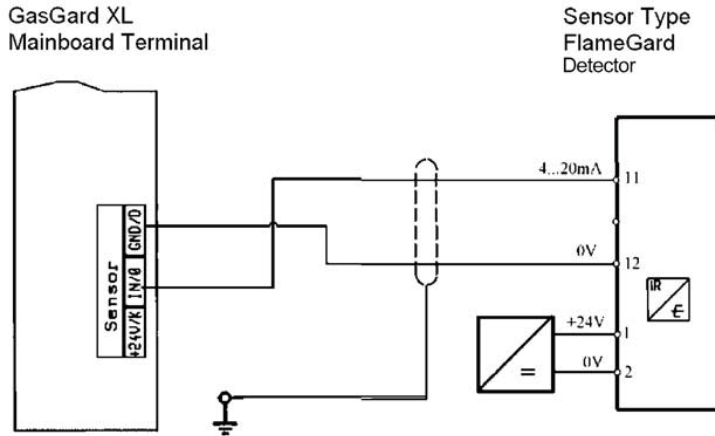 GasGard XL
Mainboard Terminal
Sensor Type
FlameGard
Detector
4...20mA
11
GND/D
0V
12
IN/0
Sensor
IR
+24V/K
+24V
1
=
0V
2